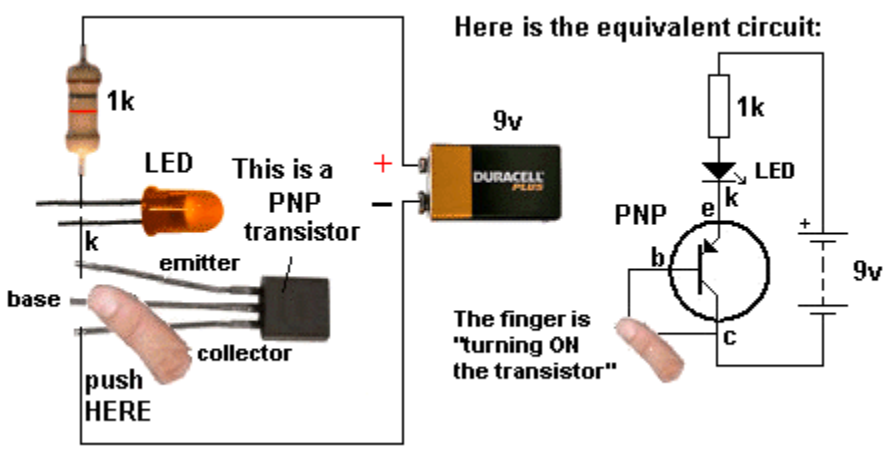 Here is the equivalent circuit:
1k
LED
k
This is a
PNP
transistor
emitter
base
collector
push
HERE
9v
+
−
DURACELL
PLUS
1k
LED
k
e
PNP
b
c
+
9v
The finger is
"turning ON
the transistor"